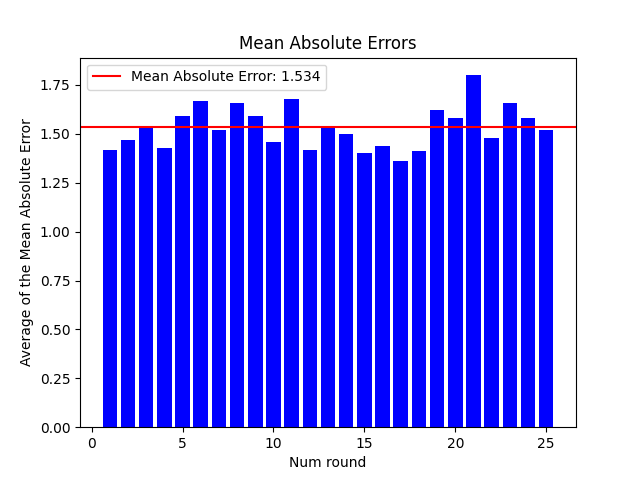 Mean Absolute Errors
Mean Absolute Error: 1.534
Average of the Mean Absolute Error
1.75
1.50
1.25
1.00
0.75
0.50
0.25
0.00
0 5 10 15 20 25
Num round